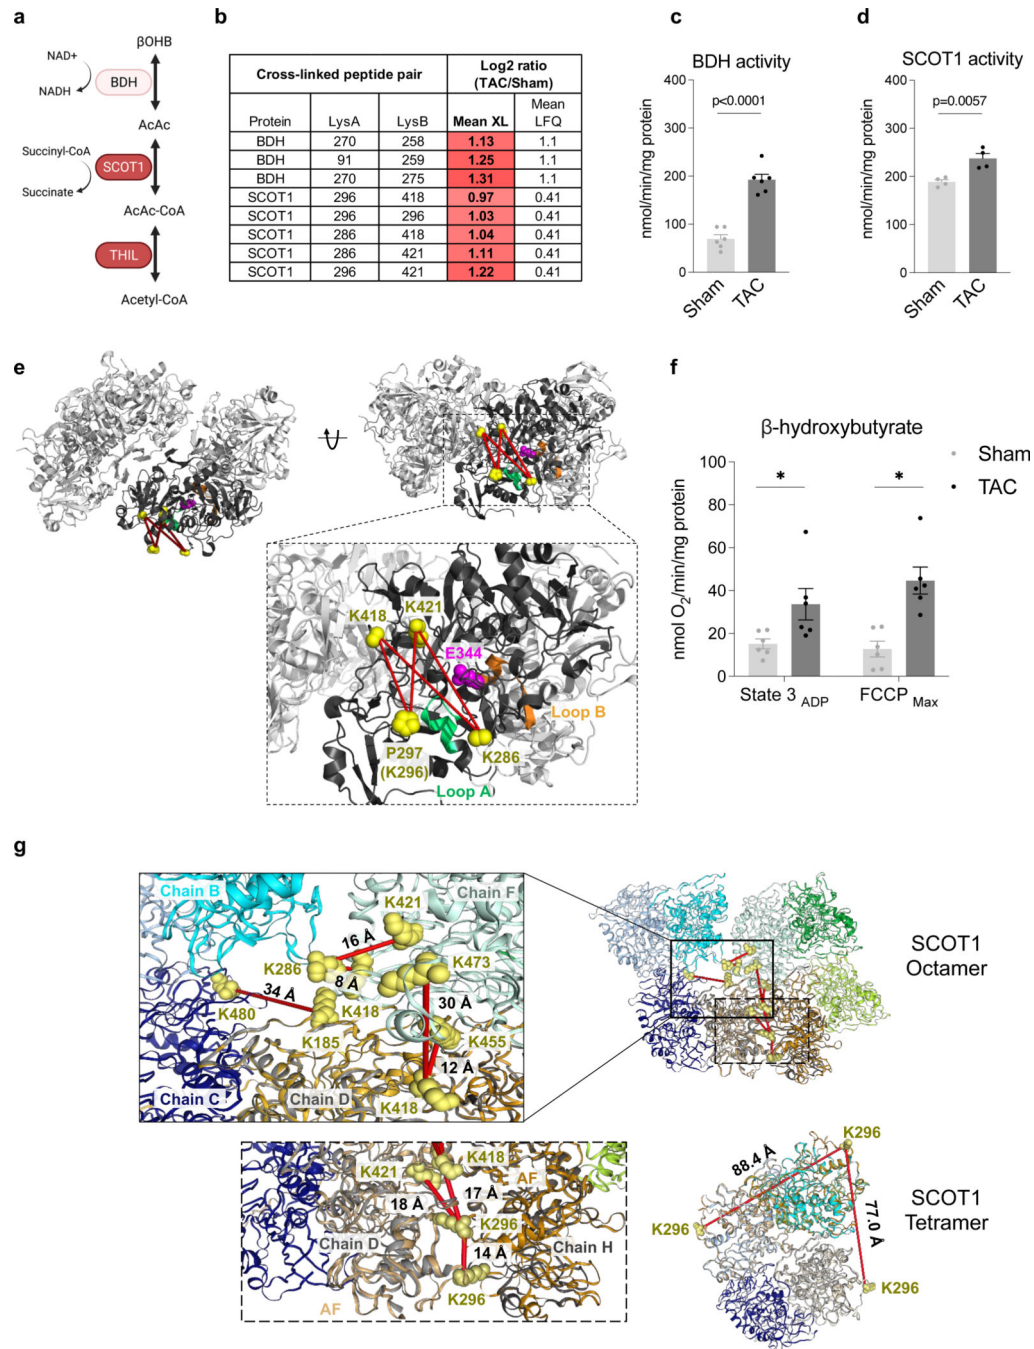 a
βOHB
NAD+
BDH
NADH
AcAc
Succinyl-CoA
SCOT1
Succinate
AcAc-CoA
THIL
Acetyl-CoA
b
Cross-linked peptide pair
Log2 ratio
(TAC/Sham)
Protein LysA LysB Mean XL Mean LFQ
BDH 270 258 1.13 1.1
BDH 91 259 1.25 1.1
BDH 270 275 1.31 1.1
SCOT1 296 418 0.97 0.41
SCOT1 296 296 1.03 0.41
SCOT1 286 418 1.04 0.41
SCOT1 286 421 1.11 0.41
SCOT1 296 421 1.22 0.41
c
BDH activity
nmol/min/mg protein
400
300
200
100
0
p<0.0001
Sham
TAC
d
SCOT1 activity
nmol/min/mg protein
400
300
200
100
0
p=0.0057
Sham
TAC
e
K418
K421
E344
Loop B
P297
(K296)
K286
Loop A
f
β-hydroxybutyrate
Sham
TAC
nmol O2/min/mg protein
100
80
60
40
20
0
*
*
State 3 ADP
FCCP Max
g
Chain B
Chain F
K421
16 Å
K286
K473
8 Å
34 Å
K480
K418
30 Å
K185
K455
12 Å
Chain C
Chain D
K418
SCOT1
Octamer
K421
K418
AF
18 Å
17 Å
K296
Chain D
14 Å
Chain H
K296
AF
K296
88.4 Å
77.0 Å
K296
K296
SCOT1
Tetramer